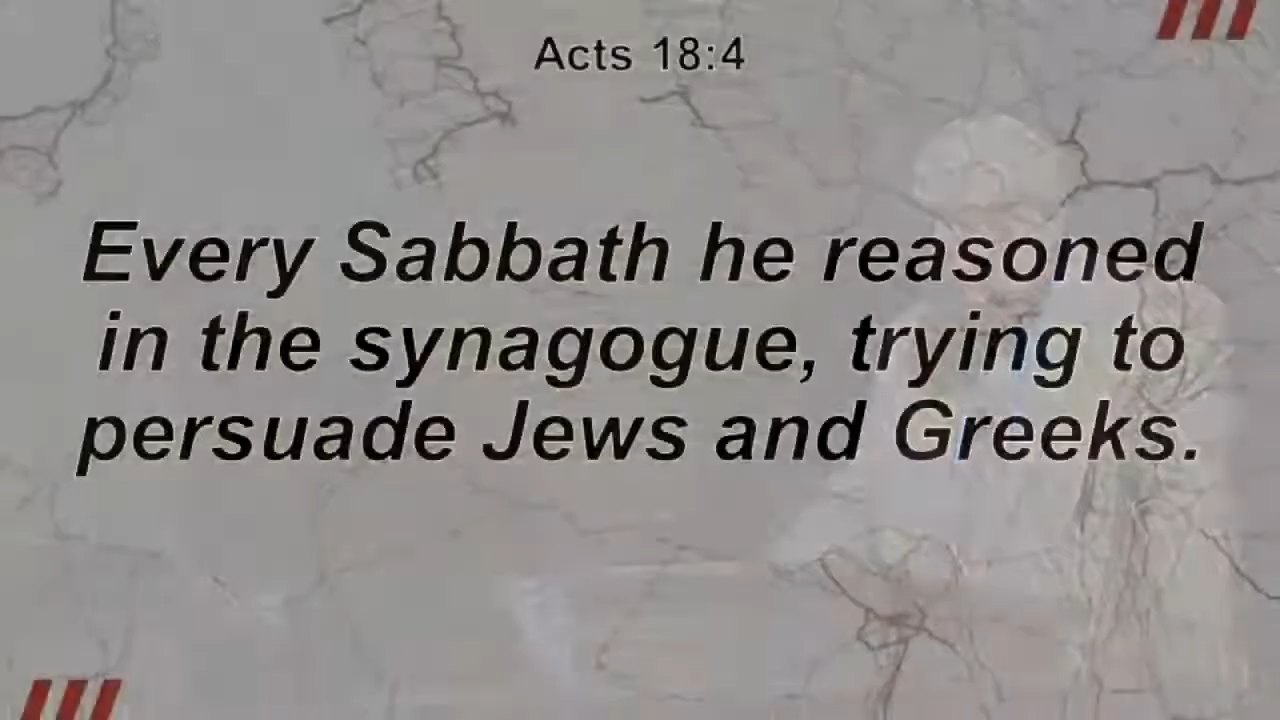 Acts 18:4
Every Sabbath he reasoned
in the synagogue, trying to
persuade Jews and Greeks.